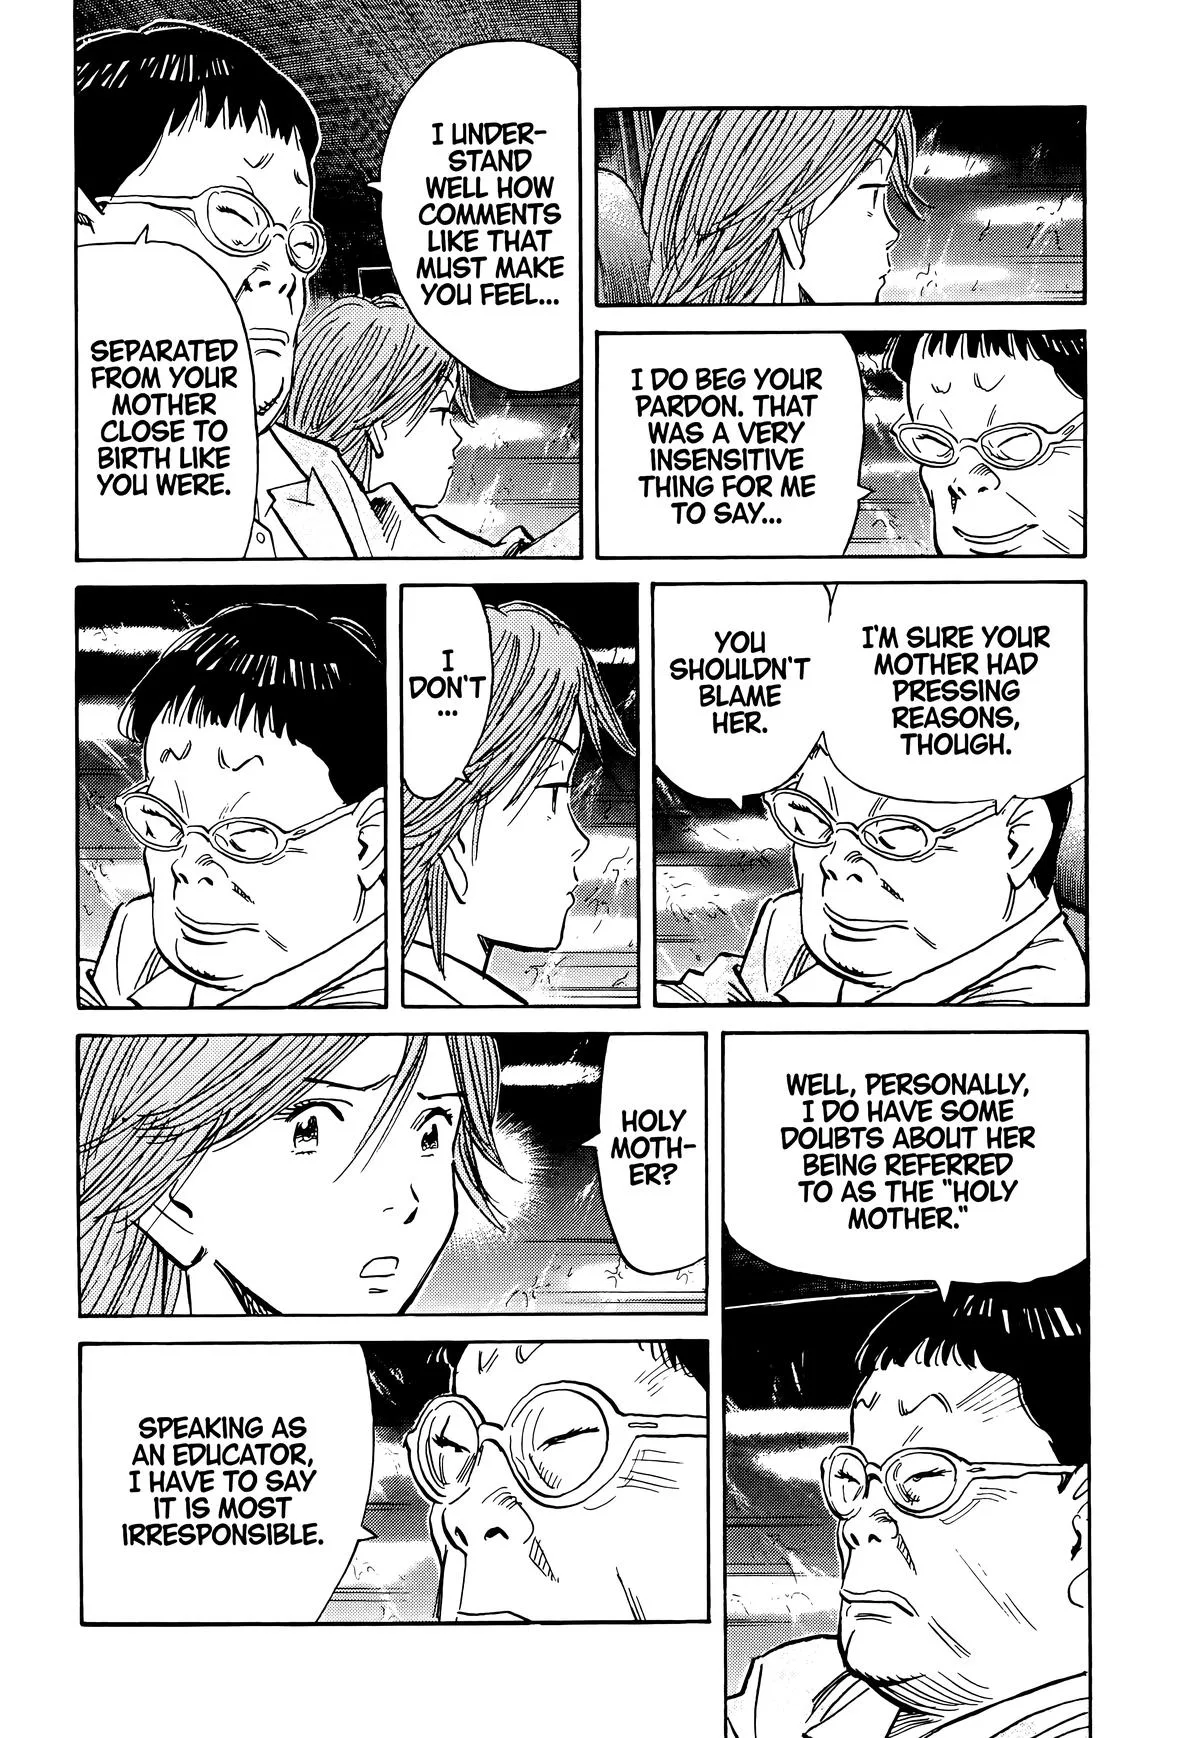 I DO BEG YOUR
PARDON. THAT
WAS A VERY
INSENSITIVE
THING FOR ME
TO SAY...
I UNDER-
STAND
WELL HOW
COMMENTS
LIKE THAT
MUST MAKE
YOU FEEL...
SEPARATED
FROM YOUR
MOTHER
CLOSE TO
BIRTH LIKE
YOU WERE.
I'M SURE YOUR
MOTHER HAD
PRESSING
REASONS,
THOUGH.
YOU
SHOULDN'T
BLAME
HER.
I
DON'T
...
WELL, PERSONALLY,
I DO HAVE SOME
DOUBTS ABOUT HER
BEING REFERRED
TO AS THE "HOLY
MOTHER."
HOLY
MOTH-
ER?
SPEAKING AS
AN EDUCATOR,
I HAVE TO SAY
IT IS MOST
IRRESPONSIBLE.